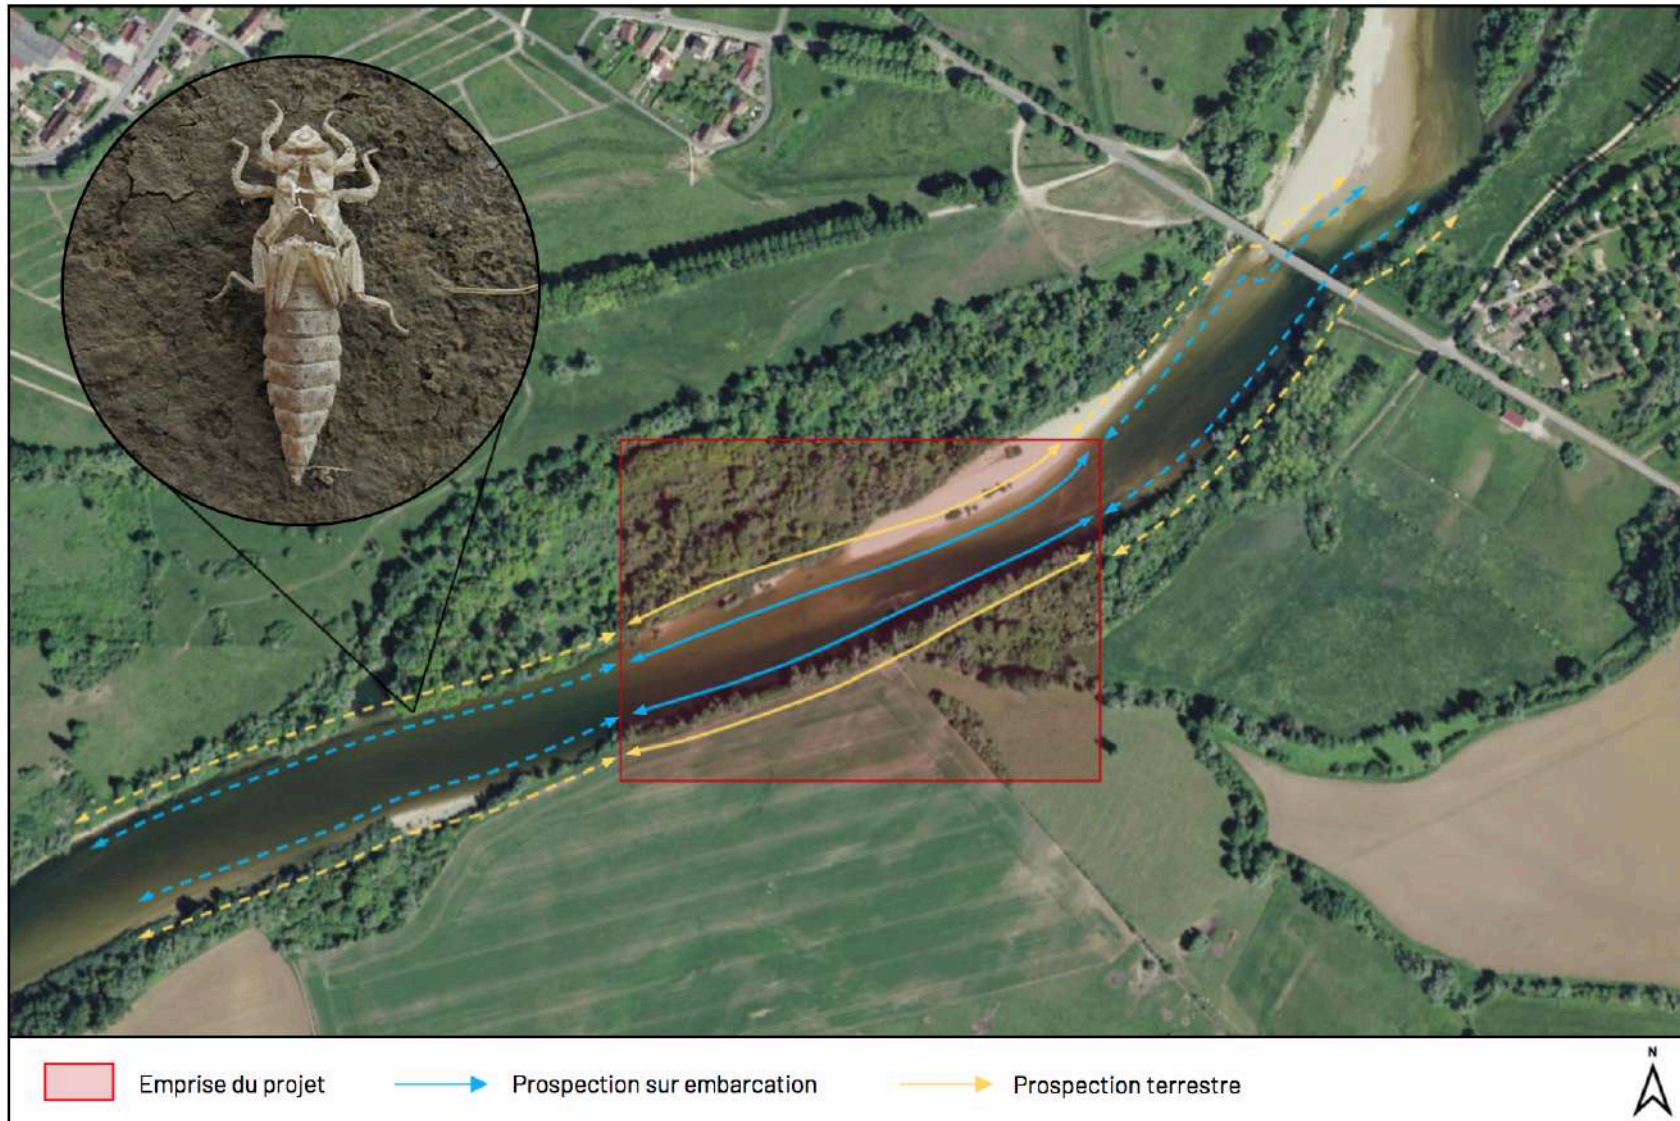 Emprise du projet
Prospection sur embarcation
Prospection terrestre
N